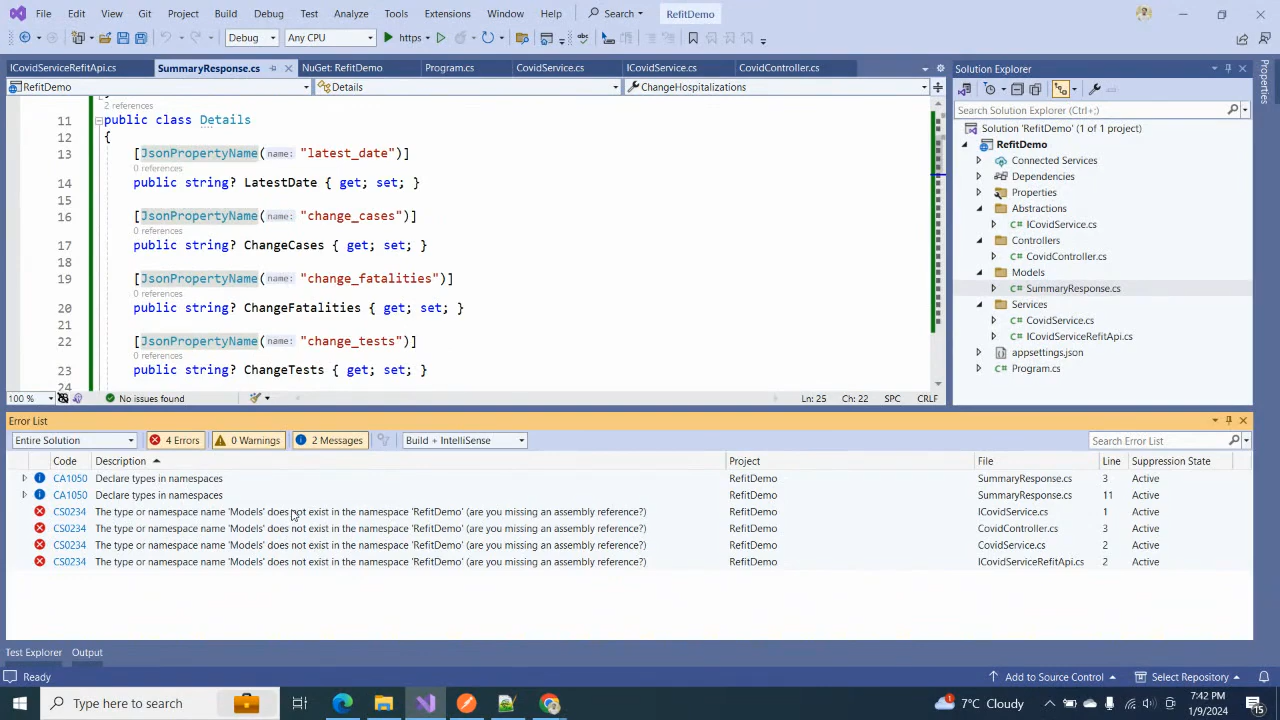 File Edit View Git Project Build Debug Test Analyze Tools Extensions Window Help Search RefitDemo
Debug Any CPU https
ICovidServiceRefitApi.cs SummaryResponse.cs NuGet: RefitDemo Program.cs CovidService.cs ICovidService.cs CovidController.cs
RefitDemo Details ChangeHospitalizations
2 references
11 public class Details
12 {
13 [JsonPropertyName(name: "latest_date")]
0 references
14 public string? LatestDate { get; set; }
15
16 [JsonPropertyName(name: "change_cases")]
0 references
17 public string? ChangeCases { get; set; }
18
19 [JsonPropertyName(name: "change_fatalities")]
0 references
20 public string? ChangeFatalities { get; set; }
21
22 [JsonPropertyName(name: "change_tests")]
0 references
23 public string? ChangeTests { get; set; }
24
100 % No issues found Ln: 25 Ch: 22 SPC CRLF
Solution Explorer
Search Solution Explorer (Ctrl+;)
Solution 'RefitDemo' (1 of 1 project)
RefitDemo
Connected Services
Dependencies
Properties
Abstractions
ICovidService.cs
Controllers
CovidController.cs
Models
SummaryResponse.cs
Services
CovidService.cs
ICovidServiceRefitApi.cs
appsettings.json
Program.cs
Properties
Error List
Entire Solution 4 Errors 0 Warnings 2 Messages Build + IntelliSense Search Error List
Code Description Project File Line Suppression State
CA1050 Declare types in namespaces RefitDemo SummaryResponse.cs 3 Active
CA1050 Declare types in namespaces RefitDemo SummaryResponse.cs 11 Active
CS0234 The type or namespace name 'Models' does not exist in the namespace 'RefitDemo' (are you missing an assembly reference?) RefitDemo ICovidService.cs 1 Active
CS0234 The type or namespace name 'Models' does not exist in the namespace 'RefitDemo' (are you missing an assembly reference?) RefitDemo CovidController.cs 3 Active
CS0234 The type or namespace name 'Models' does not exist in the namespace 'RefitDemo' (are you missing an assembly reference?) RefitDemo CovidService.cs 2 Active
CS0234 The type or namespace name 'Models' does not exist in the namespace 'RefitDemo' (are you missing an assembly reference?) RefitDemo ICovidServiceRefitApi.cs 2 Active
Test Explorer Output
Ready Add to Source Control Select Repository
Type here to search 7°C Cloudy 7:42 PM
1/9/2024 15